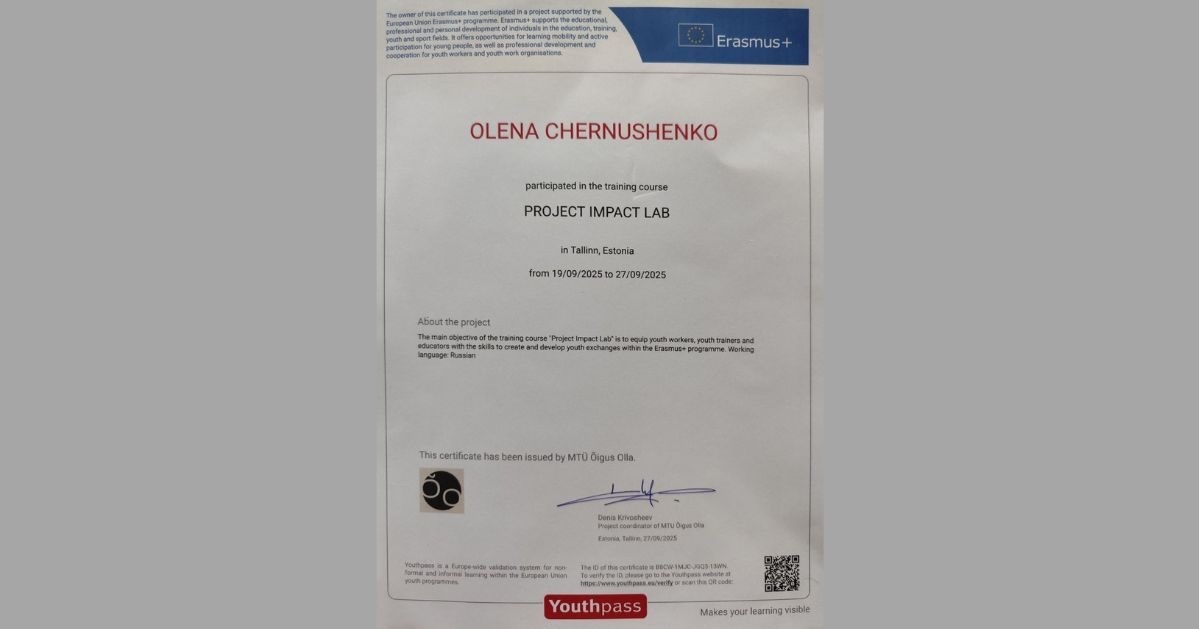 The owner of this certificate has participated in a project supported by the
European Union Erasmus+ programme. Erasmus+ supports the educational,
professional and personal development of individuals in the education, training,
youth and sport fields. It offers opportunities for learning mobility and active
participation for young people, as well as professional development and
cooperation for youth workers and youth work organisations.
Erasmus+
OLENA CHERNUSHENKO
participated in the training course
PROJECT IMPACT LAB
in Tallinn, Estonia
from 19/09/2025 to 27/09/2025
About the project
The main objective of the training course "Project Impact Lab" is to equip youth workers, youth trainers and
educators with the skills to create and develop youth exchanges within the Erasmus+ programme. Working
language: Russian
This certificate has been issued by MTÜ Õigus Olla.
ÕO
Denis Krivosheev
Project coordinator of MTÜ Õigus Olla
Estonia, Tallinn, 27/09/2025
Youthpass is a Europe-wide validation system for non-
formal and informal learning within the European Union
youth programmes.
The ID of this certificate is
To verify the ID, please go to the Youthpass website at
https://www.youthpass.eu/verify or scan this QR code:
Youthpass
Makes your learning visible